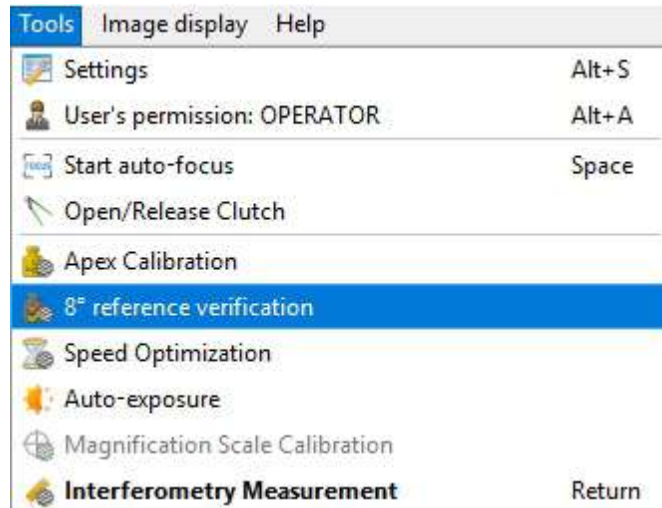 Tools Image display Help
Settings Alt+S
User's permission: OPERATOR Alt+A
Start auto-focus Space
Open/Release Clutch
Apex Calibration
8° reference verification
Speed Optimization
Auto-exposure
Magnification Scale Calibration
Interferometry Measurement Return